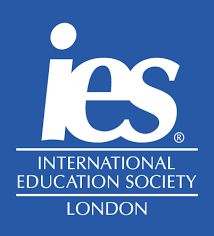 ies®
INTERNATIONAL
EDUCATION SOCIETY
LONDON